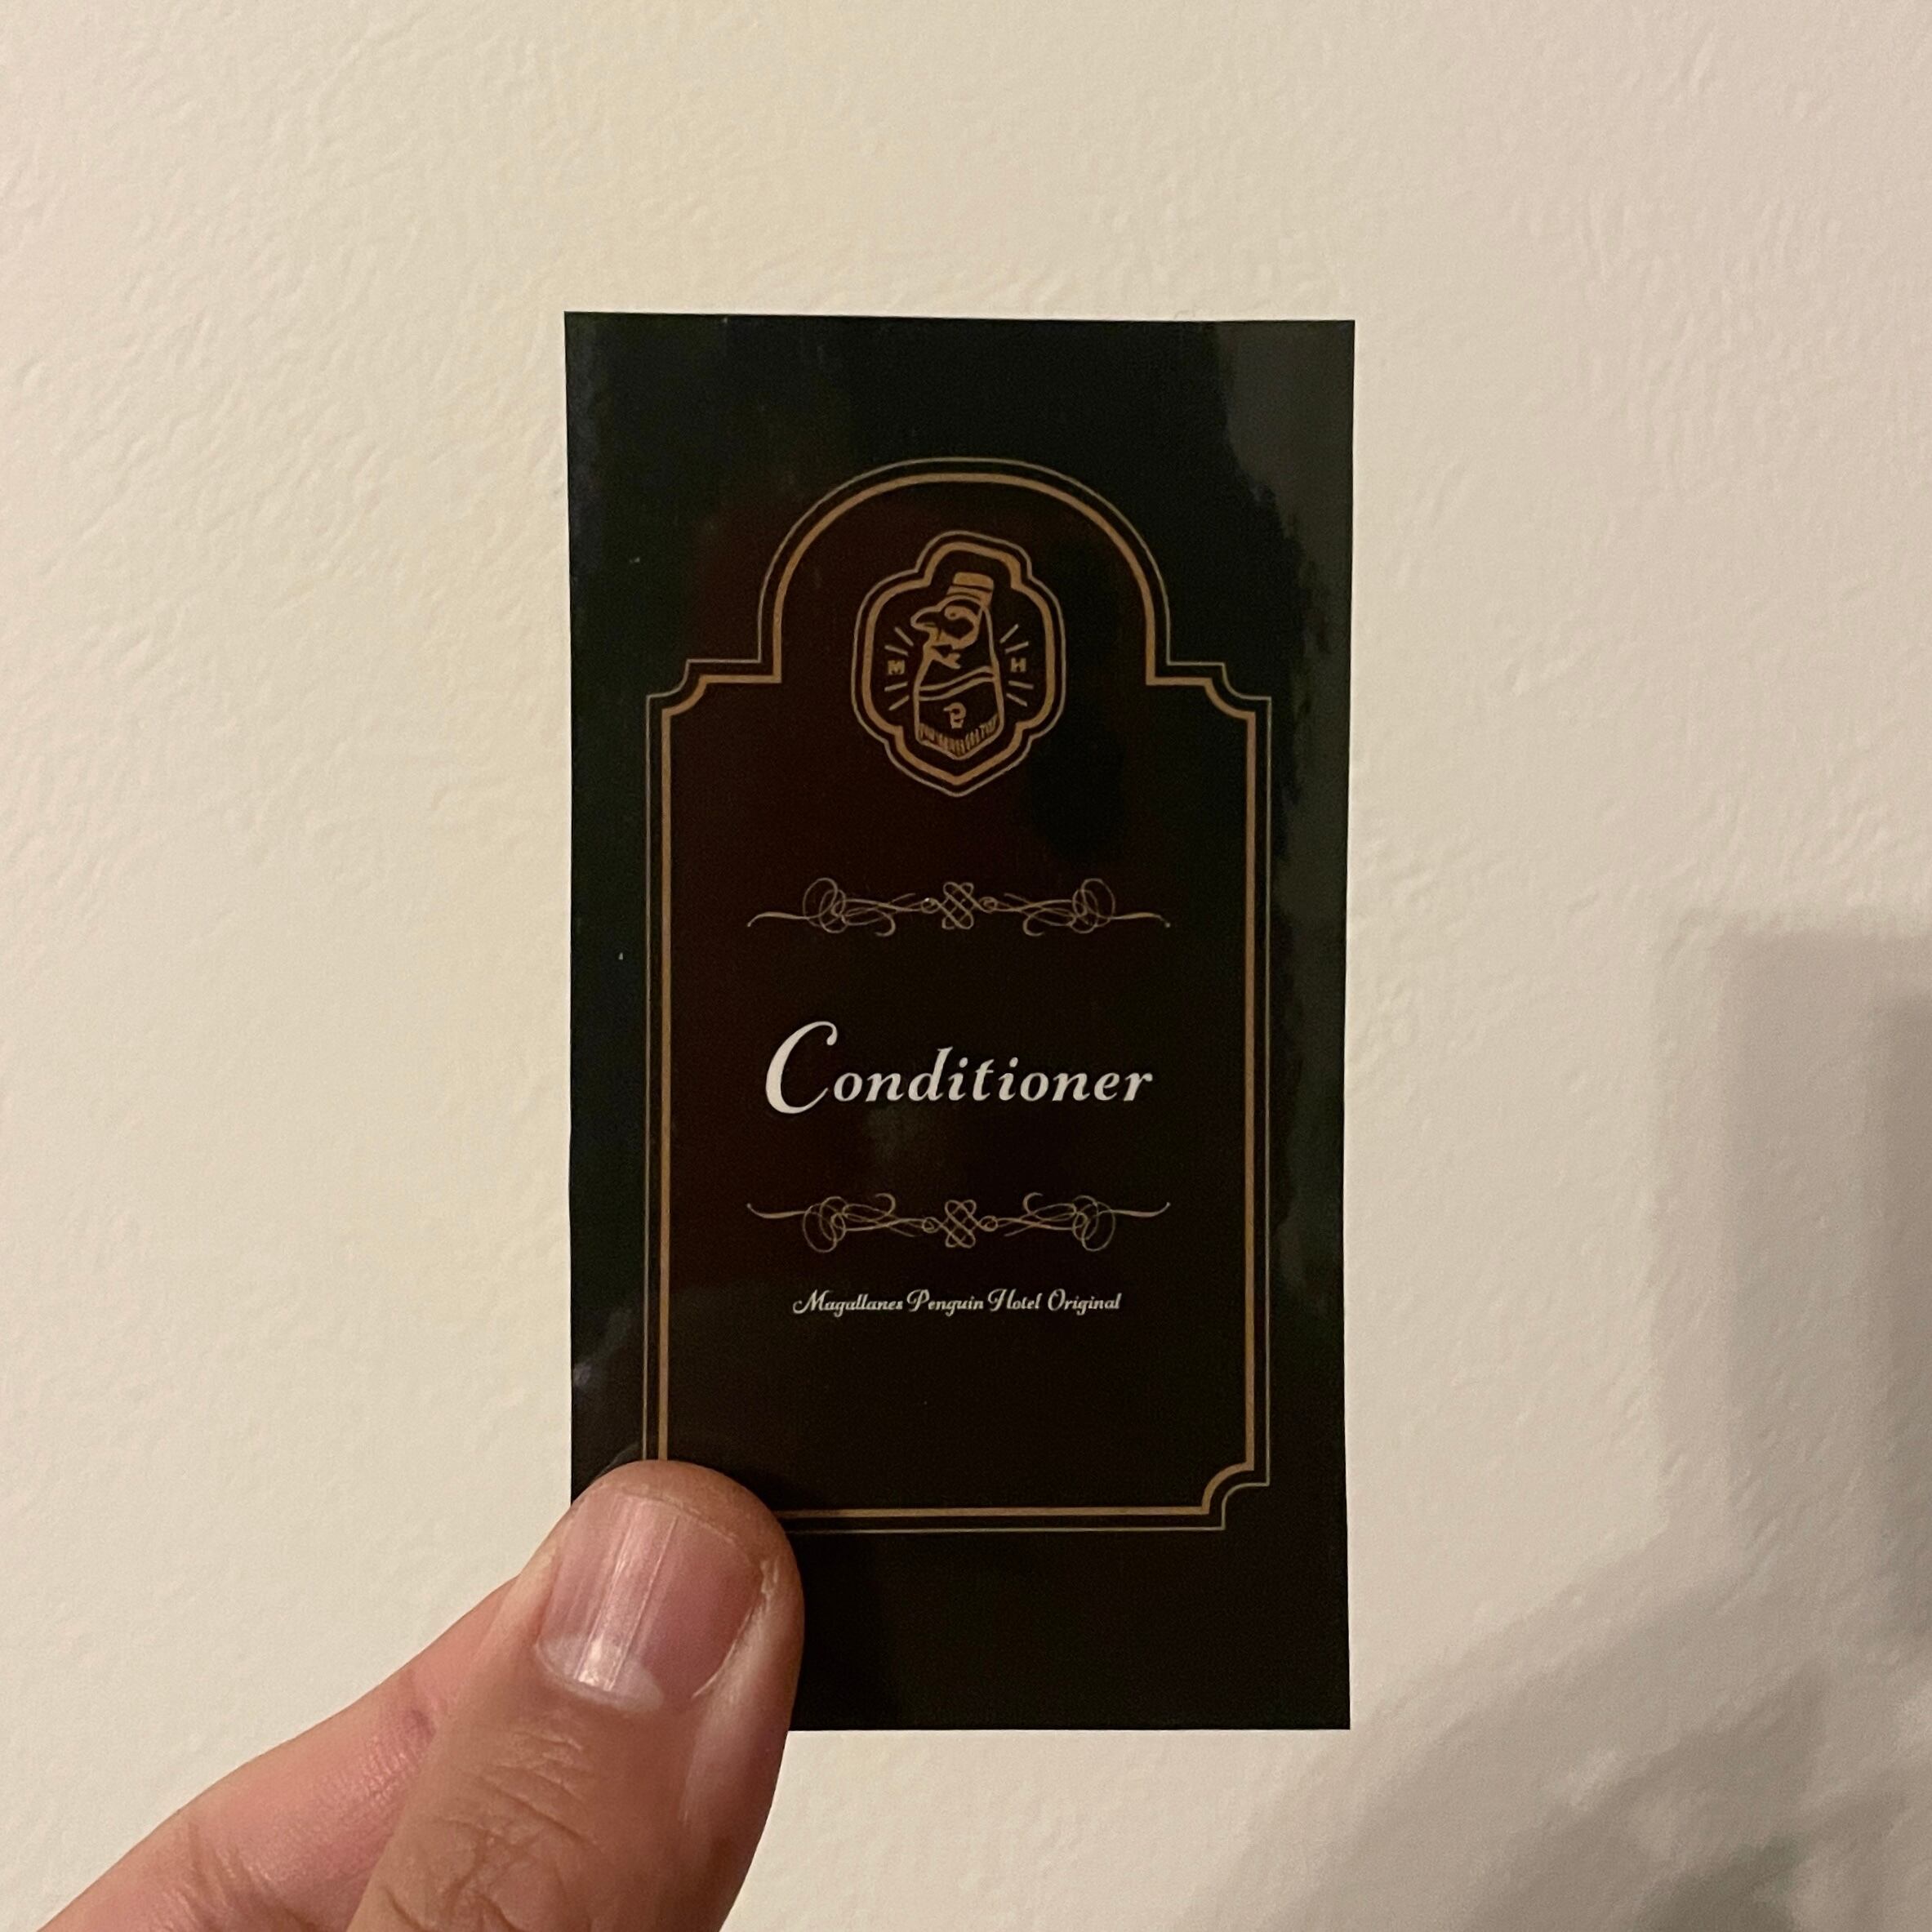 M H
P
Conditioner
Magallanes Penguin Hotel Original